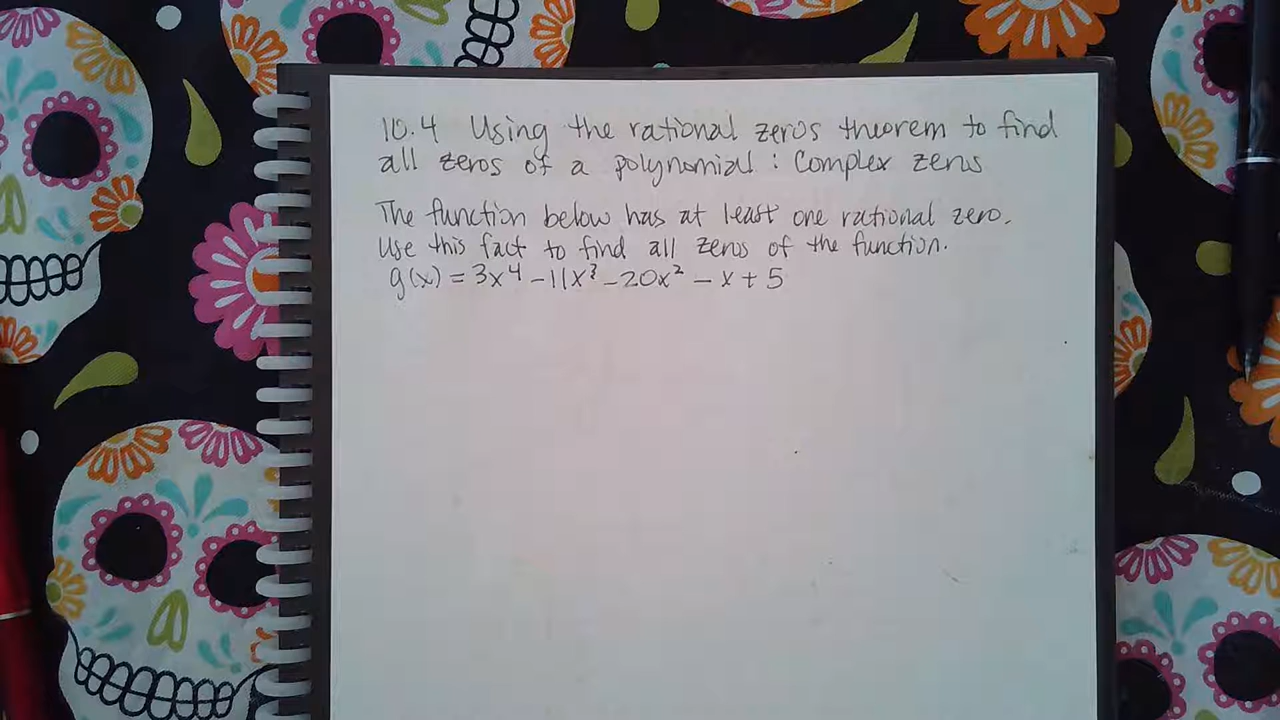 10.4 Using the rational zeros theorem to find
all zeros of a polynomial : Complex zeros
The function below has at least one rational zero.
Use this fact to find all zeros of the function.
g(x) = 3x⁴ - 11x³ - 20x² - x + 5